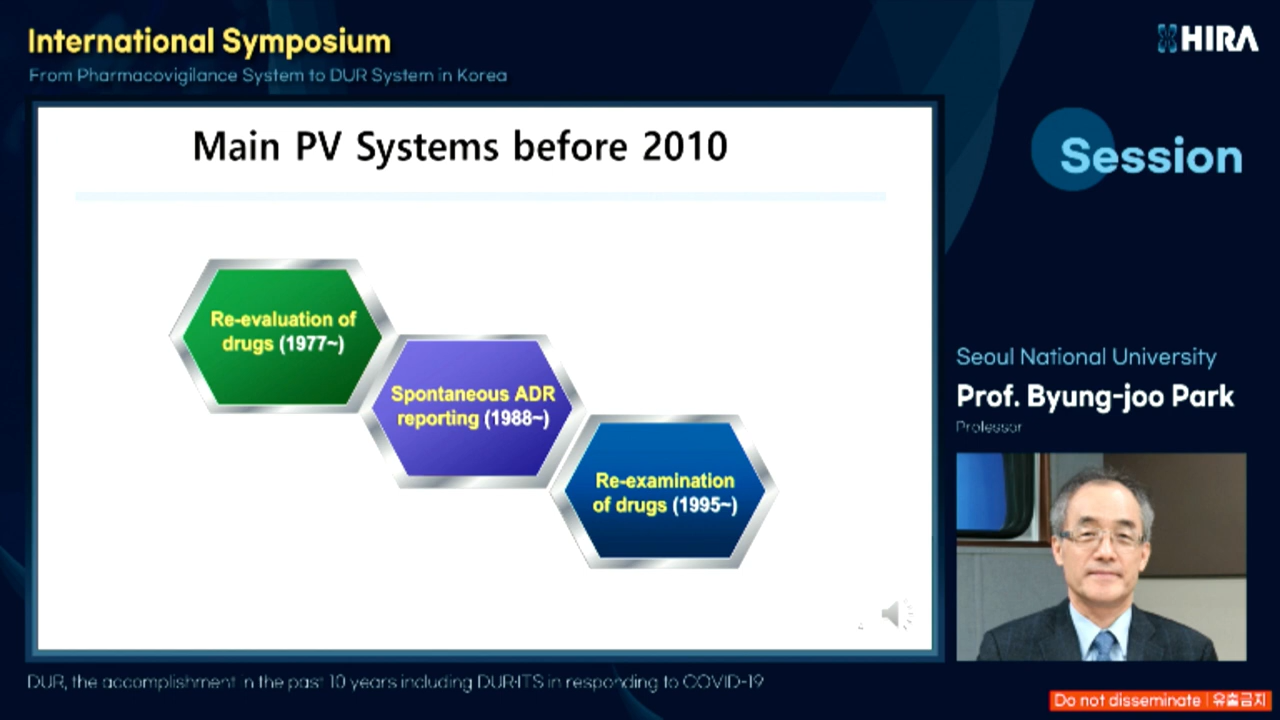 International Symposium
From Pharmacovigilance System to DUR System in Korea
HIRA
Main PV Systems before 2010
Session
Re-evaluation of
drugs (1977~)
Spontaneous ADR
reporting (1988~)
Re-examination
of drugs (1995~)
Seoul National University
Prof. Byung-joo Park
Professor
DUR, the accomplishment in the past 10 years including DUR·ITS in responding to COVID-19
Do not disseminate | 유출금지